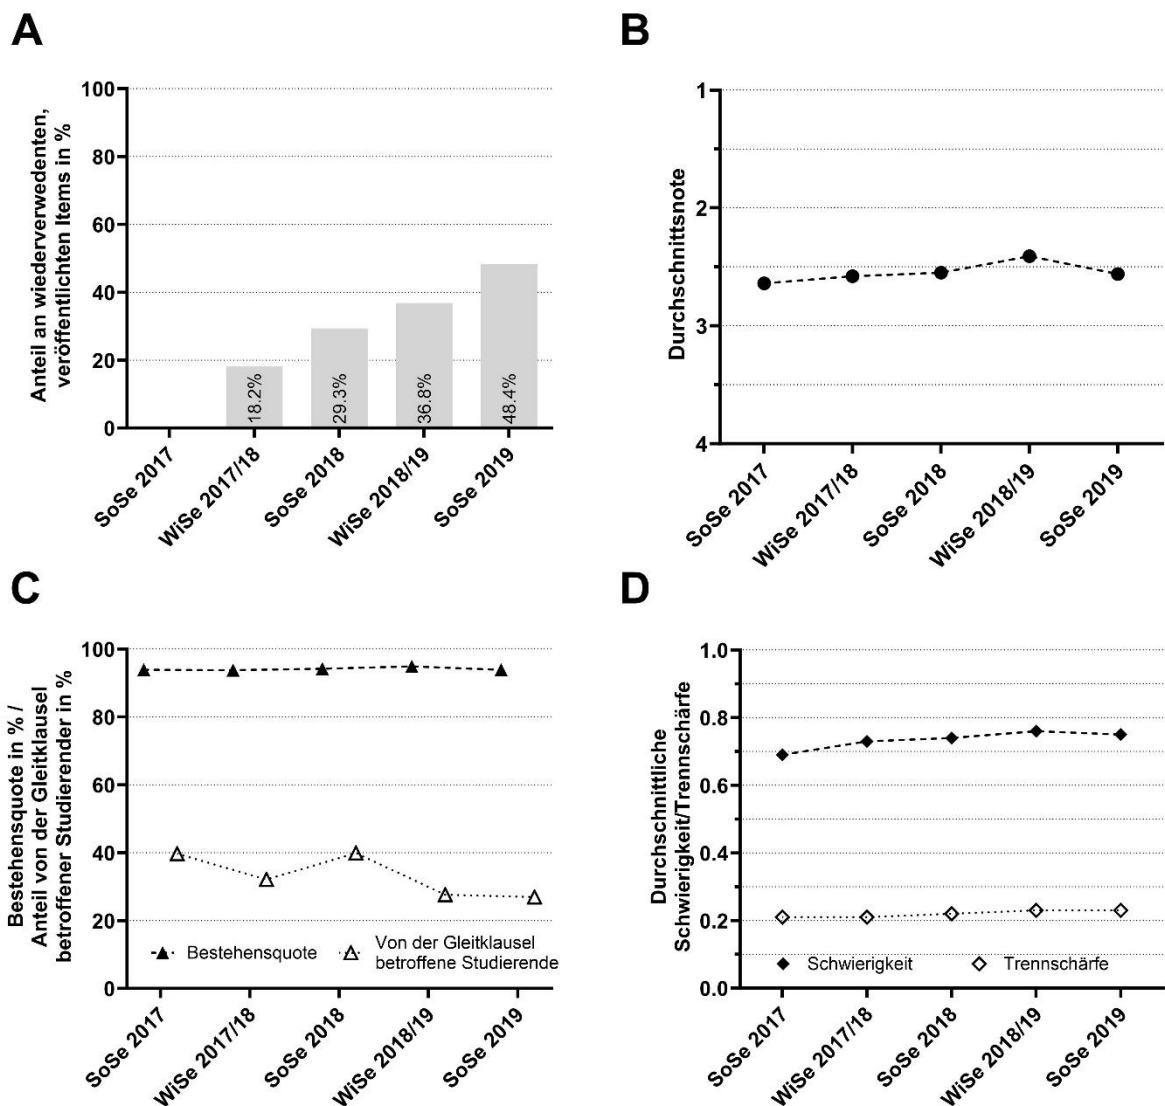 A
Anteil an wiederverwedenten,
veröffentlichten Items in %
100
80
60
40
20
0
18.2%
29.3%
36.8%
48.4%
SoSe 2017
WiSe 2017/18
SoSe 2018
WiSe 2018/19
SoSe 2019
B
Durchschnittsnote
1
2
3
4
SoSe 2017
WiSe 2017/18
SoSe 2018
WiSe 2018/19
SoSe 2019
C
Bestehensquote in % /
Anteil von der Gleitklausel
betroffener Studierender in %
100
80
60
40
20
0
Bestehensquote
Von der Gleitklausel
betroffene Studierende
SoSe 2017
WiSe 2017/18
SoSe 2018
WiSe 2018/19
SoSe 2019
D
Durchschnittliche
Schwierigkeit/Trennschärfe
1.0
0.8
0.6
0.4
0.2
0.0
Schwierigkeit
Trennschärfe
SoSe 2017
WiSe 2017/18
SoSe 2018
WiSe 2018/19
SoSe 2019